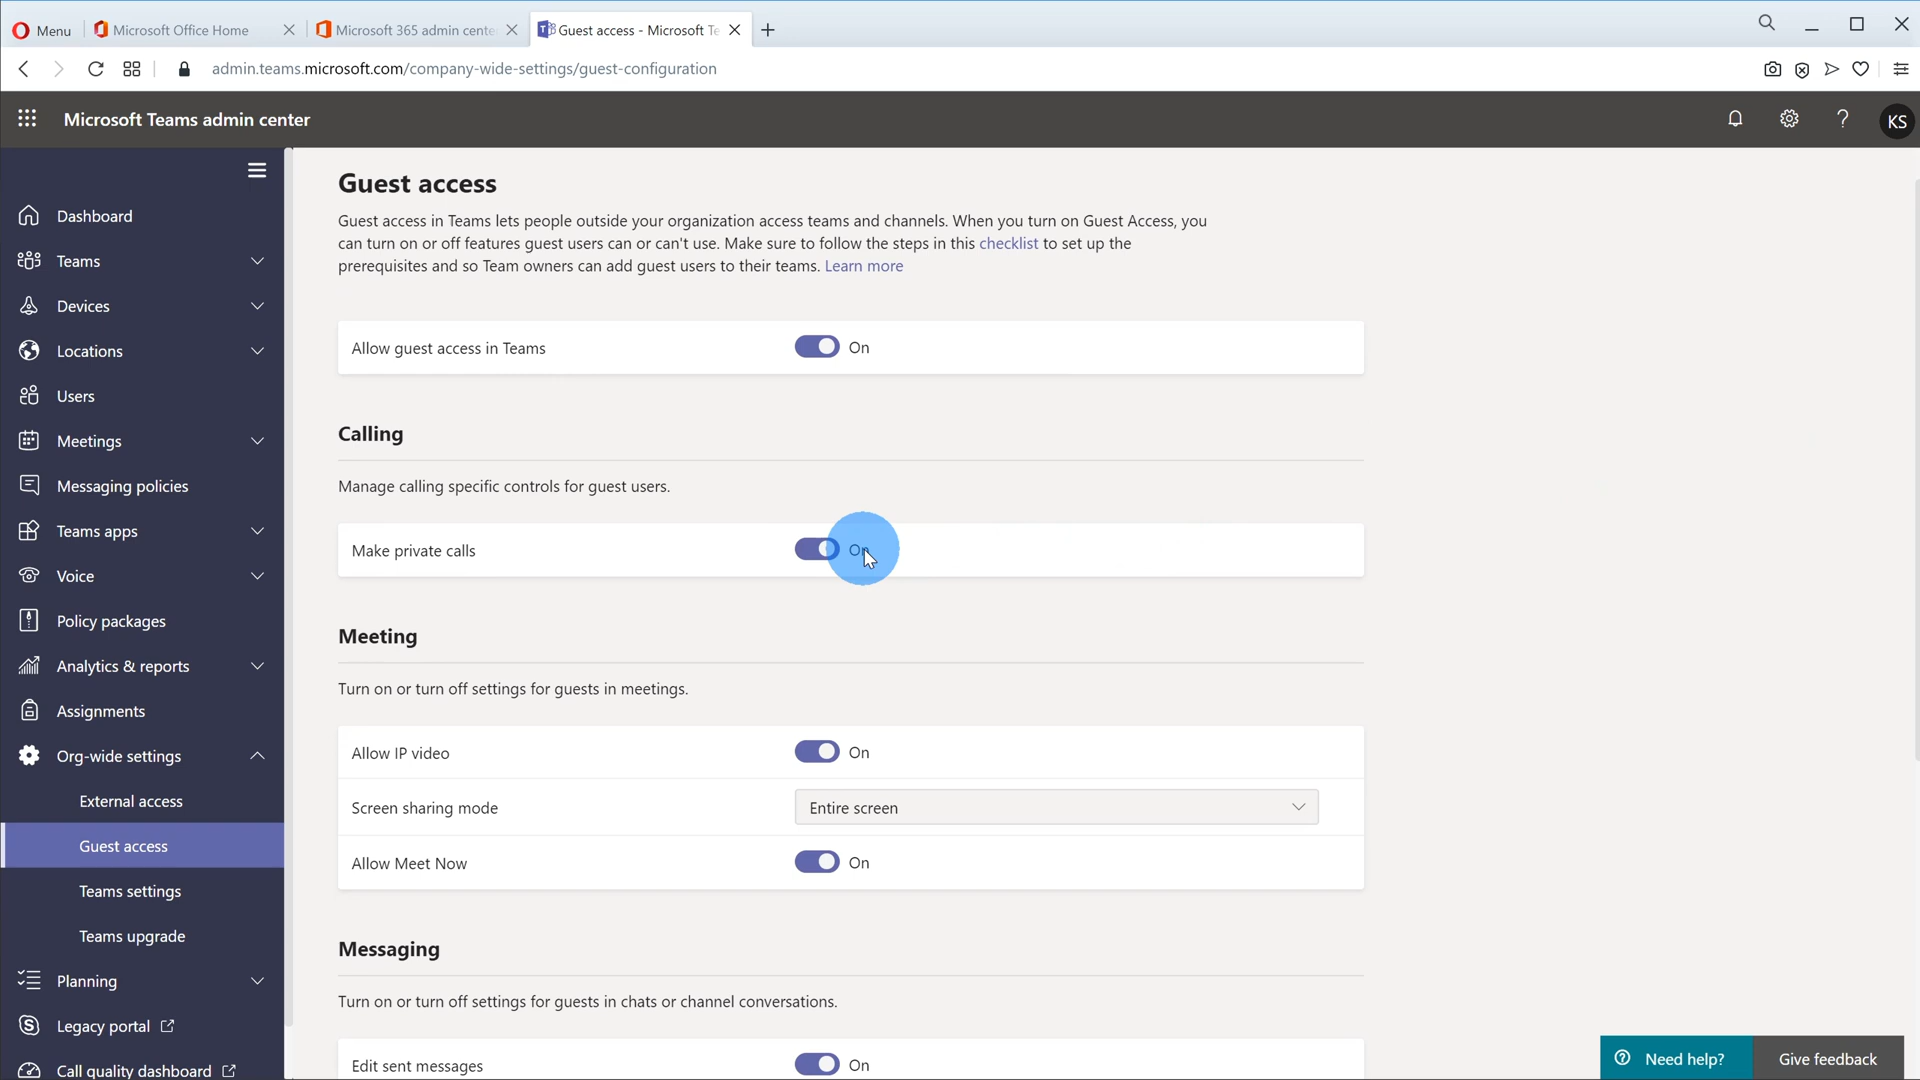 Menu
Microsoft Office Home
Microsoft 365 admin cente
Guest access - Microsoft Te
admin.teams.microsoft.com/company-wide-settings/guest-configuration
Microsoft Teams admin center
KS
Dashboard
Teams
Devices
Locations
Users
Meetings
Messaging policies
Teams apps
Voice
Policy packages
Analytics & reports
Assignments
Org-wide settings
External access
Guest access
Teams settings
Teams upgrade
Planning
Legacy portal
Call quality dashboard
Guest access
Guest access in Teams lets people outside your organization access teams and channels. When you turn on Guest Access, you
can turn on or off features guest users can or can't use. Make sure to follow the steps in this checklist to set up the
prerequisites and so Team owners can add guest users to their teams. Learn more
Allow guest access in Teams On
Calling
Manage calling specific controls for guest users.
Make private calls On
Meeting
Turn on or turn off settings for guests in meetings.
Allow IP video On
Screen sharing mode Entire screen
Allow Meet Now On
Messaging
Turn on or turn off settings for guests in chats or channel conversations.
Edit sent messages On
Need help?
Give feedback